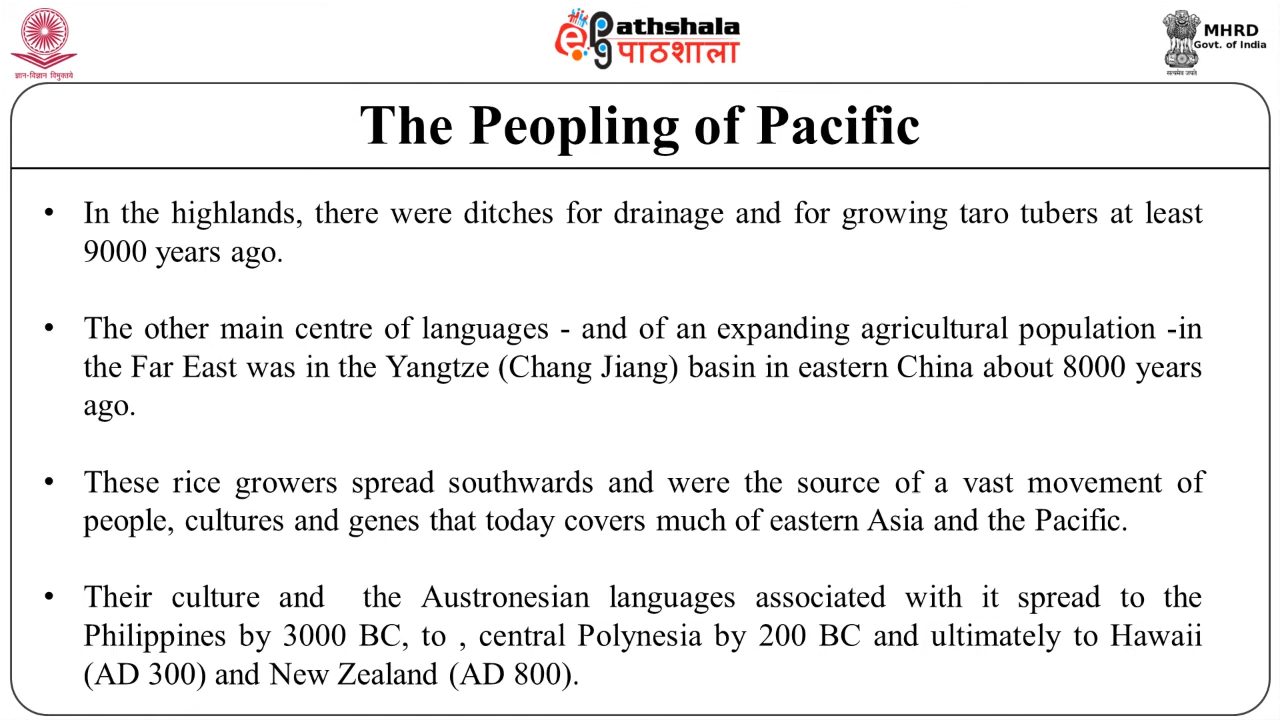 ज्ञान-विज्ञान विमुक्तये
ePg Pathshala
पाठशाला
MHRD
Govt. of India
सत्यमेव जयते
The Peopling of Pacific
• In the highlands, there were ditches for drainage and for growing taro tubers at least
9000 years ago.
• The other main centre of languages - and of an expanding agricultural population -in
the Far East was in the Yangtze (Chang Jiang) basin in eastern China about 8000 years
ago.
• These rice growers spread southwards and were the source of a vast movement of
people, cultures and genes that today covers much of eastern Asia and the Pacific.
• Their culture and  the Austronesian languages associated with it spread to the
Philippines by 3000 BC, to , central Polynesia by 200 BC and ultimately to Hawaii
(AD 300) and New Zealand (AD 800).